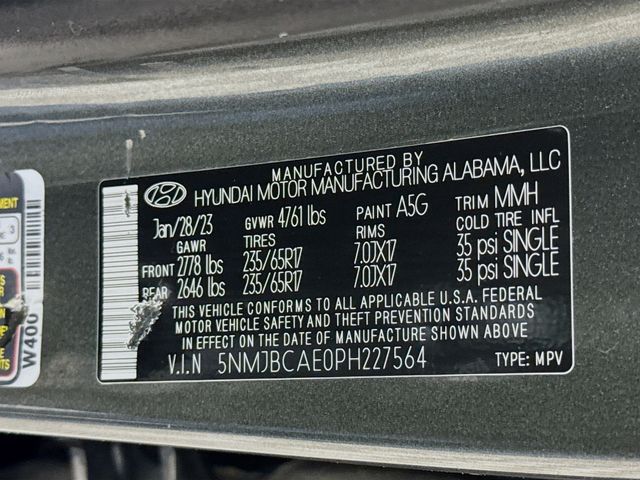 MANUFACTURED BY
HYUNDAI MOTOR MANUFACTURING ALABAMA, LLC
Jan/28/23 GVWR 4761 lbs PAINT A5G TRIM MMH
GAWR TIRES RIMS COLD TIRE INFL
FRONT 2778 lbs 235/65R17 7.0JX17 35 psi SINGLE
REAR 2646 lbs 235/65R17 7.0JX17 35 psi SINGLE
THIS VEHICLE CONFORMS TO ALL APPLICABLE U.S.A. FEDERAL
MOTOR VEHICLE SAFETY AND THEFT PREVENTION STANDARDS
IN EFFECT ON THE DATE OF MANUFACTURE SHOWN ABOVE.
V.I.N 5NMJBCAE0PH227564 TYPE: MPV
W400